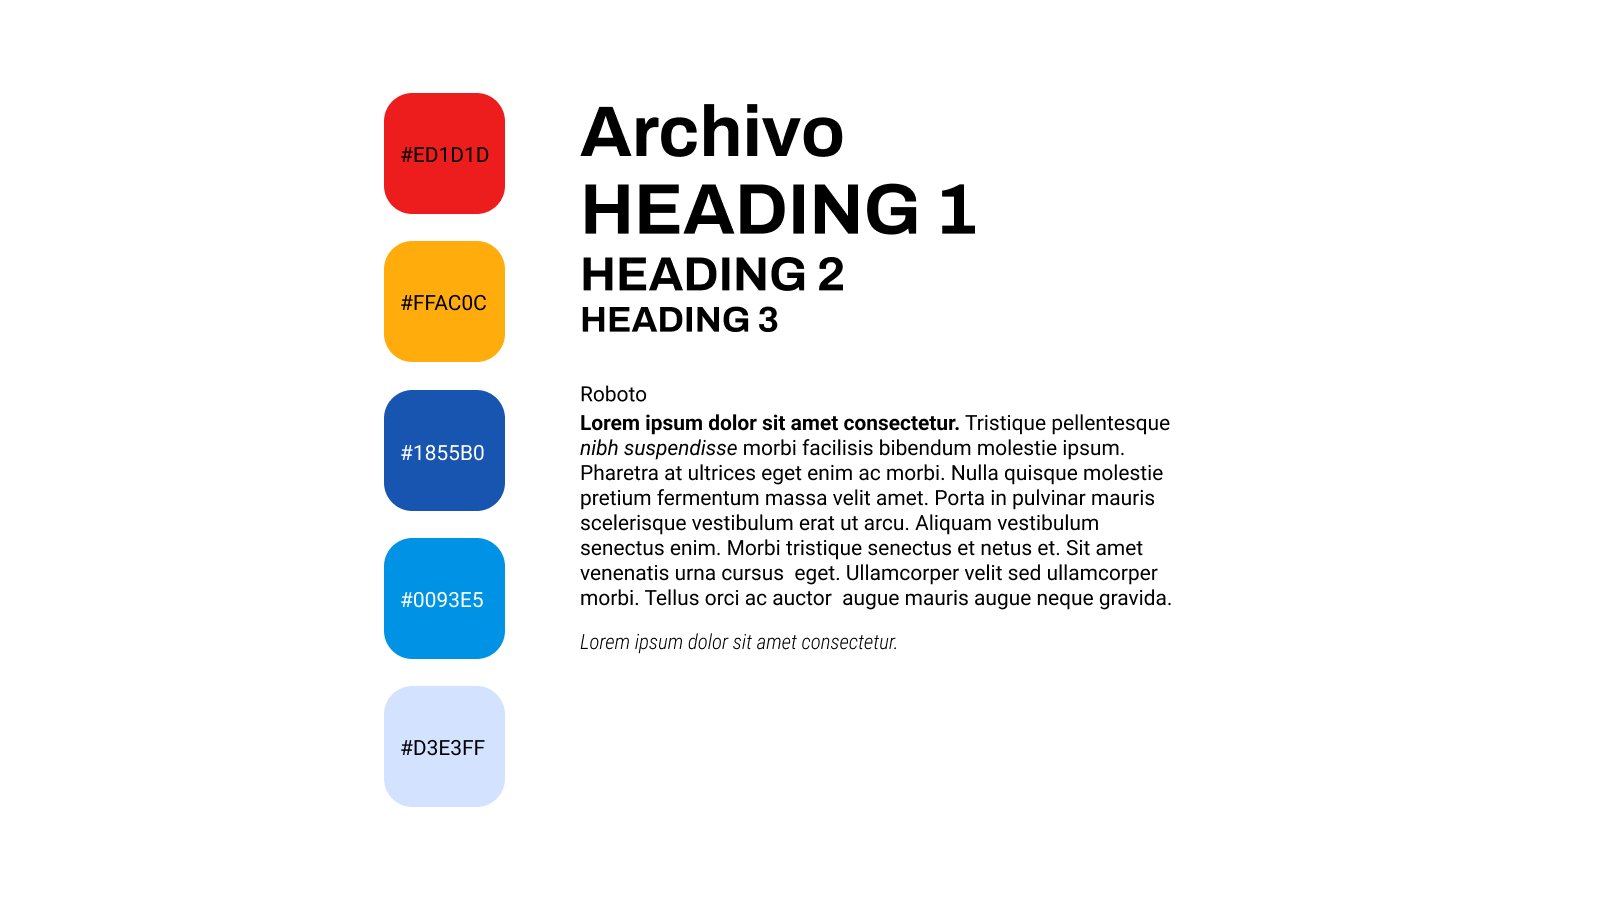 #ED1D1D
#FFAC0C
#1855B0
#0093E5
#D3E3FF
Archivo
HEADING 1
HEADING 2
HEADING 3
Roboto
Lorem ipsum dolor sit amet consectetur. Tristique pellentesque
nibh suspendisse morbi facilisis bibendum molestie ipsum.
Pharetra at ultrices eget enim ac morbi. Nulla quisque molestie
pretium fermentum massa velit amet. Porta in pulvinar mauris
scelerisque vestibulum erat ut arcu. Aliquam vestibulum
senectus enim. Morbi tristique senectus et netus et. Sit amet
venenatis urna cursus  eget. Ullamcorper velit sed ullamcorper
morbi. Tellus orci ac auctor  augue mauris augue neque gravida.
Lorem ipsum dolor sit amet consectetur.